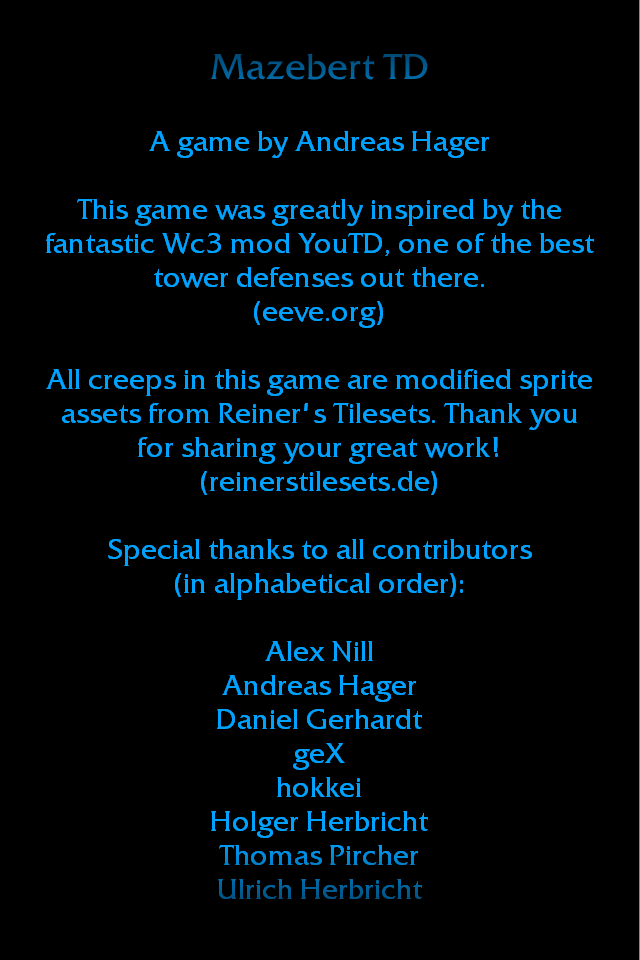 Mazebert TD
A game by Andreas Hager
This game was greatly inspired by the
fantastic Wc3 mod YouTD, one of the best
tower defenses out there.
(eeve.org)
All creeps in this game are modified sprite
assets from Reiner's Tilesets. Thank you
for sharing your great work!
(reinerstilesets.de)
Special thanks to all contributors
(in alphabetical order):
Alex Nill
Andreas Hager
Daniel Gerhardt
geX
hokkei
Holger Herbricht
Thomas Pircher
Ulrich Herbricht